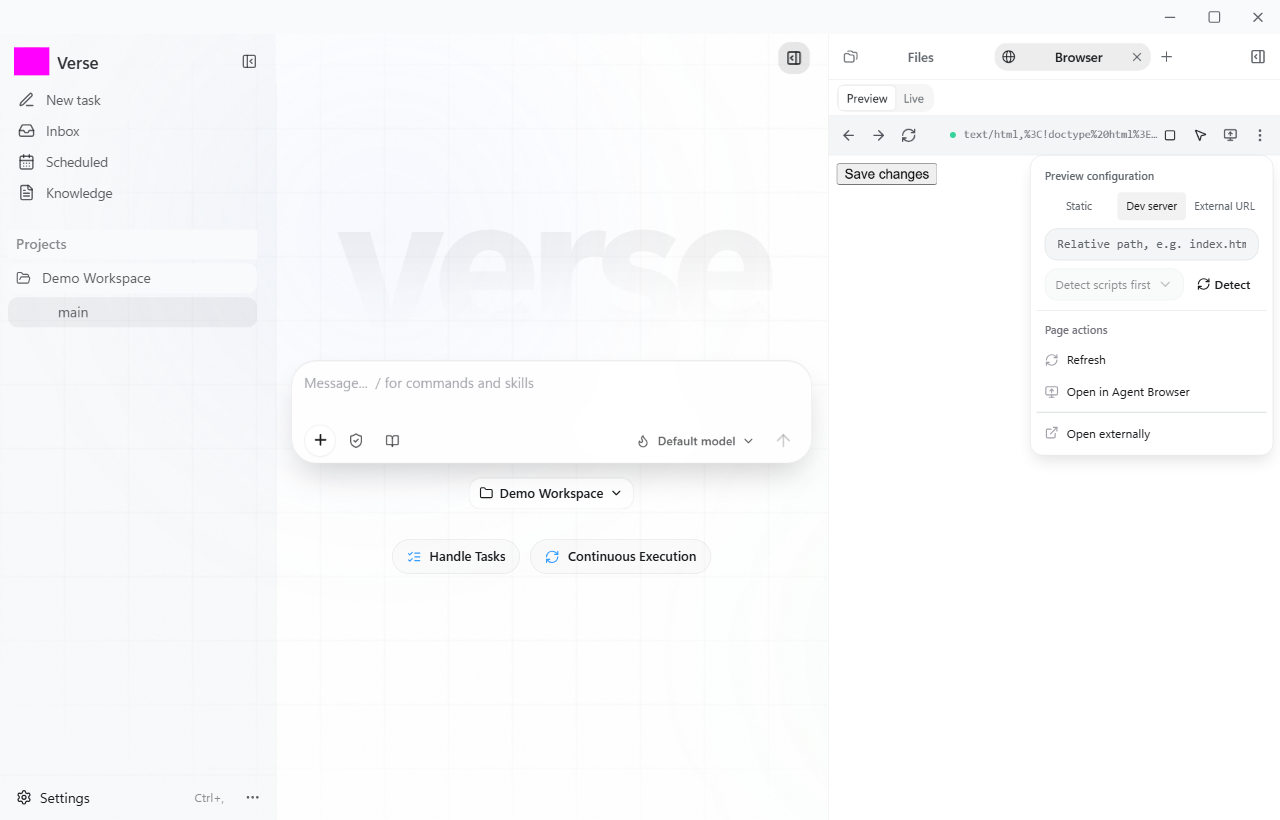 Verse
New task
Inbox
Scheduled
Knowledge
Projects
Demo Workspace
main
Settings
Ctrl+,
verse
Message... / for commands and skills
Default model
Demo Workspace
Handle Tasks
Continuous Execution
Files
Browser
Preview
Live
text/html,%3C!doctype%20html%3E…
Save changes
Preview configuration
Static
Dev server
External URL
Relative path, e.g. index.htm
Detect scripts first
Detect
Page actions
Refresh
Open in Agent Browser
Open externally